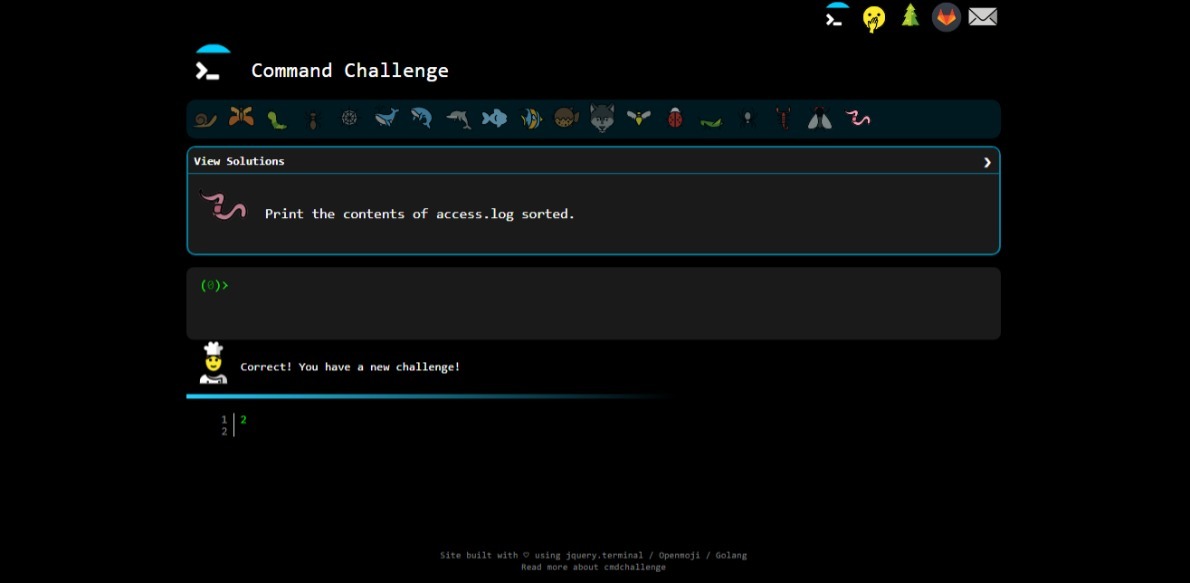 Command Challenge
View Solutions
Print the contents of access.log sorted.
(0)>
Correct! You have a new challenge!
1 2
2
Site built with ♡ using jquery.terminal / Openmoji / Golang
Read more about cmdchallenge